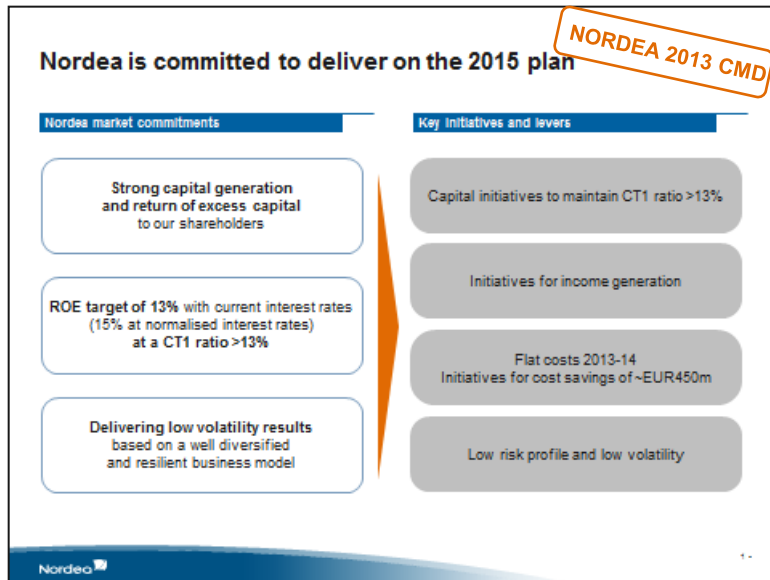 NORDEA 2013 CMD
Nordea is committed to deliver on the 2015 plan
Nordea market commitments
Strong capital generation
and return of excess capital
to our shareholders
ROE target of 13% with current interest rates
(15% at normalised interest rates)
at a CT1 ratio >13%
Delivering low volatility results
based on a well diversified
and resilient business model
Key initiatives and levers
Capital initiatives to maintain CT1 ratio >13%
Initiatives for income generation
Flat costs 2013-14
Initiatives for cost savings of ~EUR450m
Low risk profile and low volatility
Nordea